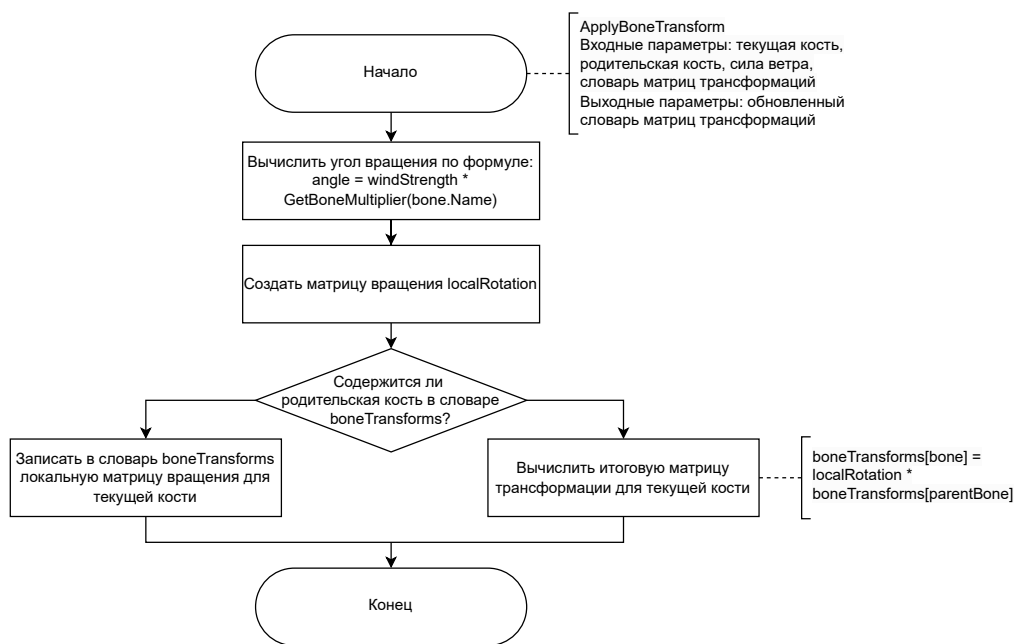 Начало
ApplyBoneTransform
Входные параметры: текущая кость,
родительская кость, сила ветра,
словарь матриц трансформаций
Выходные параметры: обновленный
словарь матриц трансформаций
Вычислить угол вращения по формуле:
angle = windStrength *
GetBoneMultiplier(bone.Name)
Создать матрицу вращения localRotation
Содержится ли
родительская кость в словаре
boneTransforms?
Записать в словарь boneTransforms
локальную матрицу вращения для
текущей кости
Вычислить итоговую матрицу
трансформации для текущей кости
boneTransforms[bone] =
localRotation *
boneTransforms[parentBone]
Конец